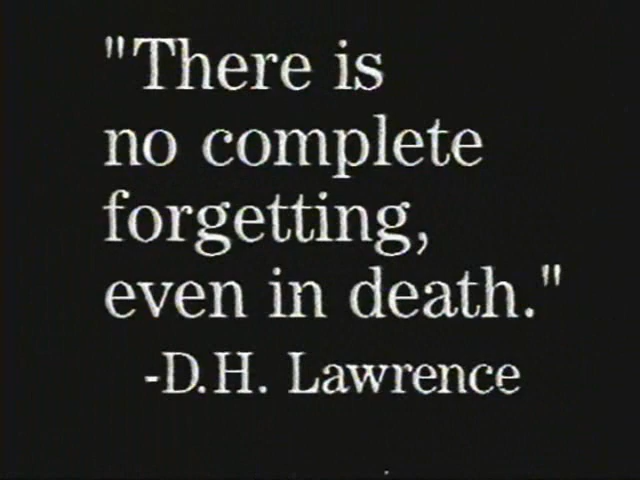 "There is
no complete
forgetting,
even in death."
-D.H. Lawrence